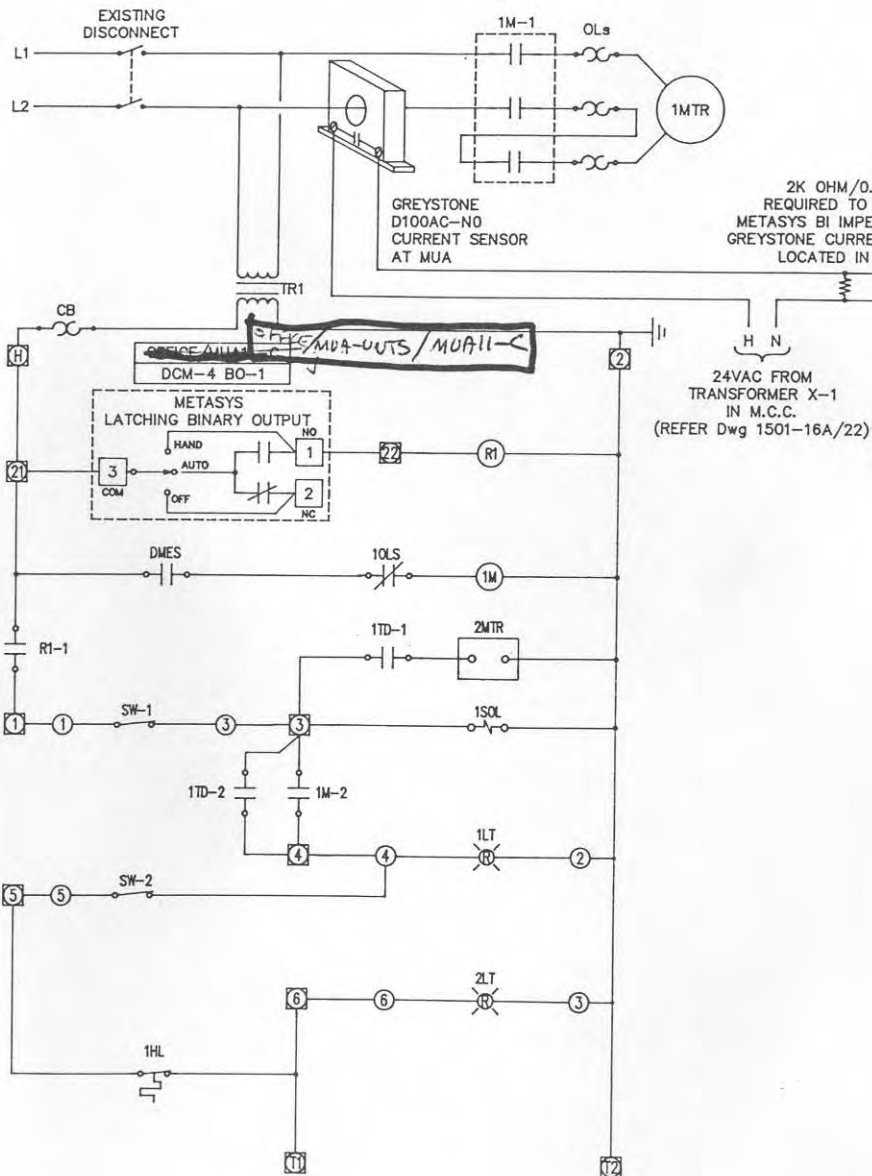 EXISTING
DISCONNECT
1M-1
OLs
L1
L2
1MTR
GREYSTONE
D100AC-NO
CURRENT SENSOR
AT MUA
2K OHM/0.
REQUIRED TO
METASYS BI IMPE
GREYSTONE CURRE
LOCATED IN
TR1
CB
H
/MUA-UUTS/MUA11-C
2
H N
DCM-4 BO-1
24VAC FROM
TRANSFORMER X-1
IN M.C.C.
(REFER Dwg 1501-16A/22)
METASYS
LATCHING BINARY OUTPUT
HAND
NO
21
3
AUTO
1
22
R1
COM
OFF
2
NC
DMES
1OLS
1M
R1-1
1TD-1
2MTR
1
1
SW-1
3
3
1SOL
1TD-2
1M-2
4
4
1LT
R
2
5
5
SW-2
6
6
2LT
R
3
1HL
T1
T2